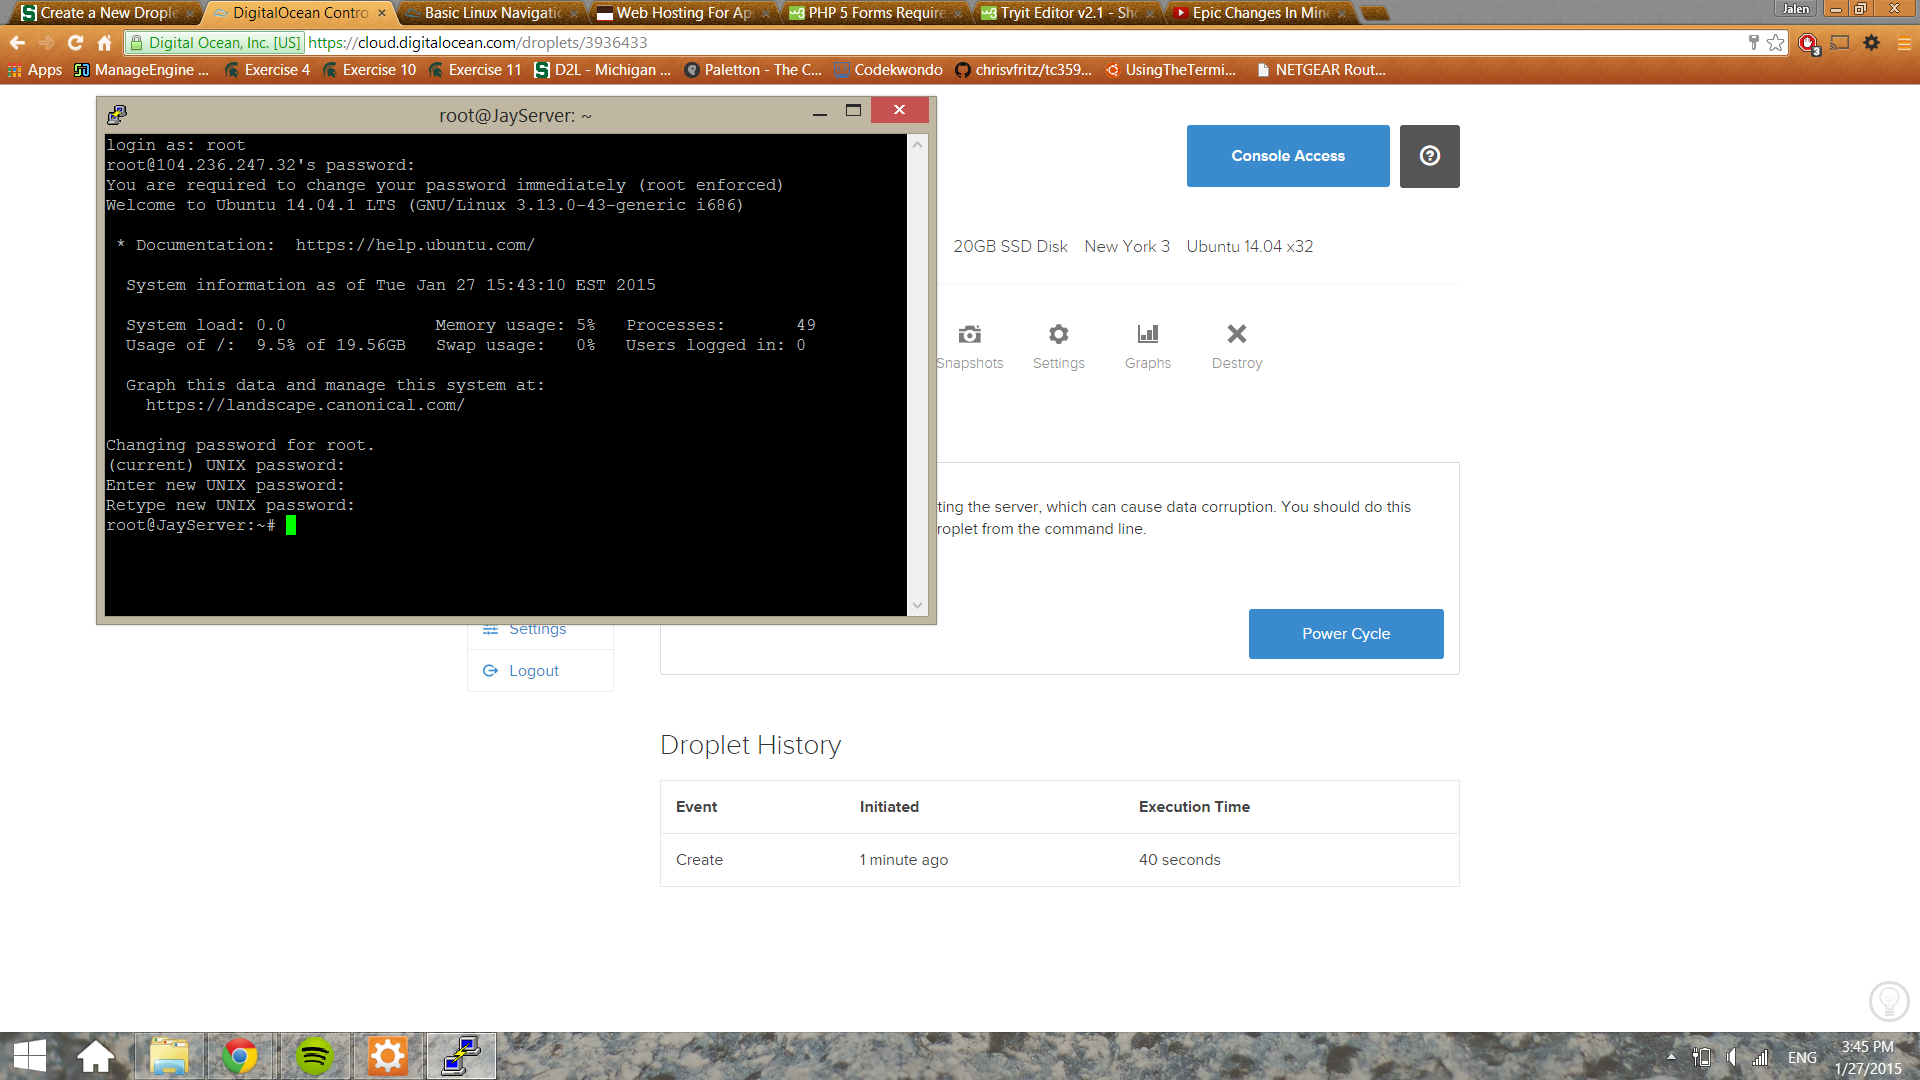 Create a New Drople
DigitalOcean Contro
Basic Linux Navigatio
Web Hosting For Ap
PHP 5 Forms Require
Tryit Editor v2.1 - Sh
Epic Changes In Min
Jalen
Digital Ocean, Inc. [US]
https://cloud.digitalocean.com/droplets/3936433
3
Apps
ManageEngine ...
Exercise 4
Exercise 10
Exercise 11
D2L - Michigan ...
Paletton - The C...
Codekwondo
chrisvfritz/tc359...
UsingTheTermi...
NETGEAR Rout...
root@JayServer: ~
login as: root
root@104.236.247.32's password:
You are required to change your password immediately (root enforced)
Welcome to Ubuntu 14.04.1 LTS (GNU/Linux 3.13.0-43-generic i686)
* Documentation:  https://help.ubuntu.com/
System information as of Tue Jan 27 15:43:10 EST 2015
System load: 0.0               Memory usage: 5%   Processes:       49
Usage of /:  9.5% of 19.56GB   Swap usage:   0%   Users logged in: 0
Graph this data and manage this system at:
https://landscape.canonical.com/
Changing password for root.
(current) UNIX password:
Enter new UNIX password:
Retype new UNIX password:
root@JayServer:~#
Console Access
?
20GB SSD Disk
New York 3
Ubuntu 14.04 x32
Snapshots
Settings
Graphs
Destroy
ting the server, which can cause data corruption. You should do this
roplet from the command line.
Power Cycle
Settings
Logout
Droplet History
Event
Initiated
Execution Time
Create
1 minute ago
40 seconds
ENG
3:45 PM
1/27/2015